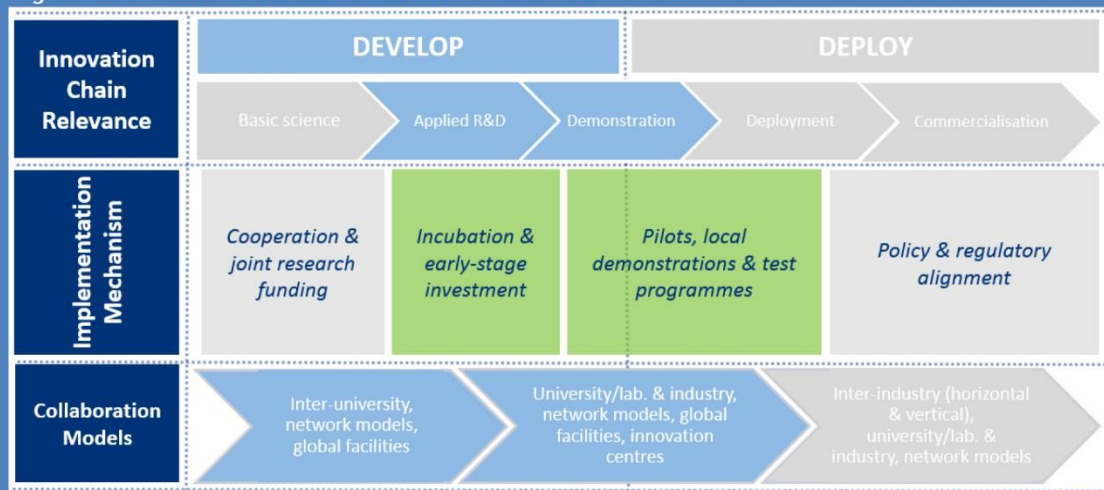 Innovation
Chain
Relevance
DEVELOP
DEPLOY
Basic science
Applied R&D
Demonstration
Deployment
Commercialisation
Implementation
Mechanism
Cooperation &
joint research
funding
Incubation &
early-stage
investment
Pilots, local
demonstrations & test
programmes
Policy & regulatory
alignment
Collaboration
Models
Inter-university,
network models,
global facilities
University/lab. & industry,
network models, global
facilities, innovation
centres
Inter-industry (horizontal
& vertical),
university/lab. &
industry, network models